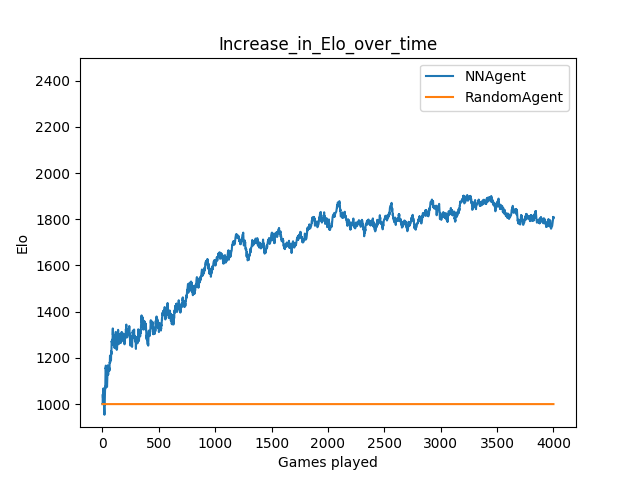 Increase_in_Elo_over_time
NNAgent
RandomAgent
2400
2200
2000
1800
1600
1400
1200
1000
Elo
0 500 1000 1500 2000 2500 3000 3500 4000
Games played